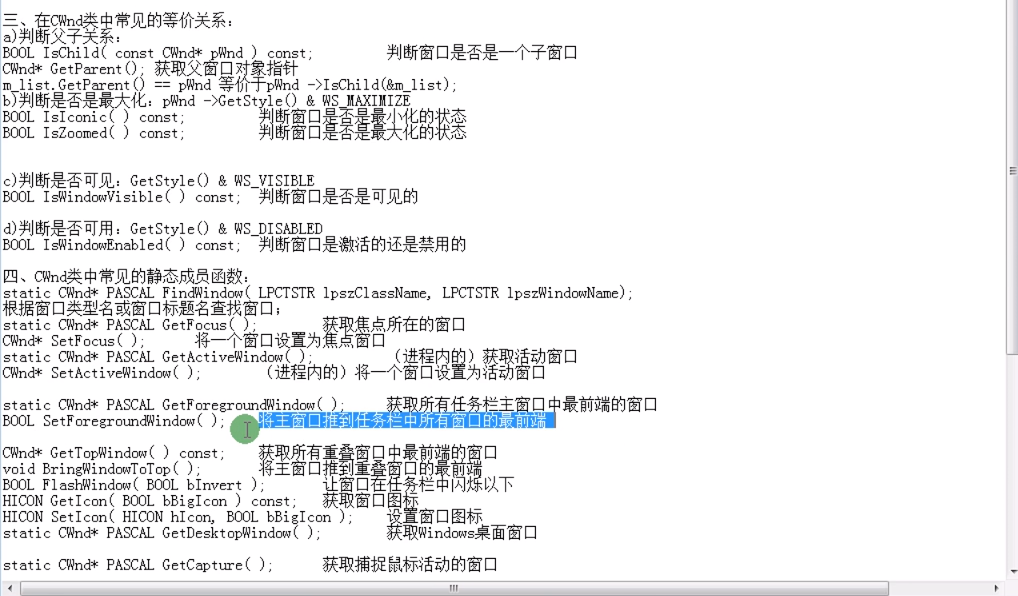 三、在CWnd类中常见的等价关系：
a)判断父子关系：
BOOL IsChild( const CWnd* pWnd ) const; 判断窗口是否是一个子窗口
CWnd* GetParent(); 获取父窗口对象指针
m_list.GetParent() == pWnd 等价于pWnd ->IsChild(&m_list);
b)判断是否是最大化：pWnd ->GetStyle() & WS_MAXIMIZE
BOOL IsIconic( ) const; 判断窗口是否是最小化的状态
BOOL IsZoomed( ) const; 判断窗口是否是最大化的状态
c)判断是否可见：GetStyle() & WS_VISIBLE
BOOL IsWindowVisible( ) const; 判断窗口是否是可见的
d)判断是否可用：GetStyle() & WS_DISABLED
BOOL IsWindowEnabled( ) const; 判断窗口是激活的还是禁用的
四、CWnd类中常见的静态成员函数：
static CWnd* PASCAL FindWindow( LPCTSTR lpszClassName, LPCTSTR lpszWindowName);
根据窗口类型名或窗口标题名查找窗口；
static CWnd* PASCAL GetFocus( ); 获取焦点所在的窗口
CWnd* SetFocus( ); 将一个窗口设置为焦点窗口
static CWnd* PASCAL GetActiveWindow( ); （进程内的）获取活动窗口
CWnd* SetActiveWindow( ); （进程内的）将一个窗口设置为活动窗口
static CWnd* PASCAL GetForegroundWindow( ); 获取所有任务栏主窗口中最前端的窗口
BOOL SetForegroundWindow( ); 将主窗口推到任务栏中所有窗口的最前端
CWnd* GetTopWindow( ) const; 获取所有重叠窗口中最前端的窗口
void BringWindowToTop( ); 将主窗口推到重叠窗口的最前端
BOOL FlashWindow( BOOL bInvert ); 让窗口在任务栏中闪烁以下
HICON GetIcon( BOOL bBigIcon ) const; 获取窗口图标
HICON SetIcon( HICON hIcon, BOOL bBigIcon ); 设置窗口图标
static CWnd* PASCAL GetDesktopWindow( ); 获取Windows桌面窗口
static CWnd* PASCAL GetCapture( ); 获取捕捉鼠标活动的窗口